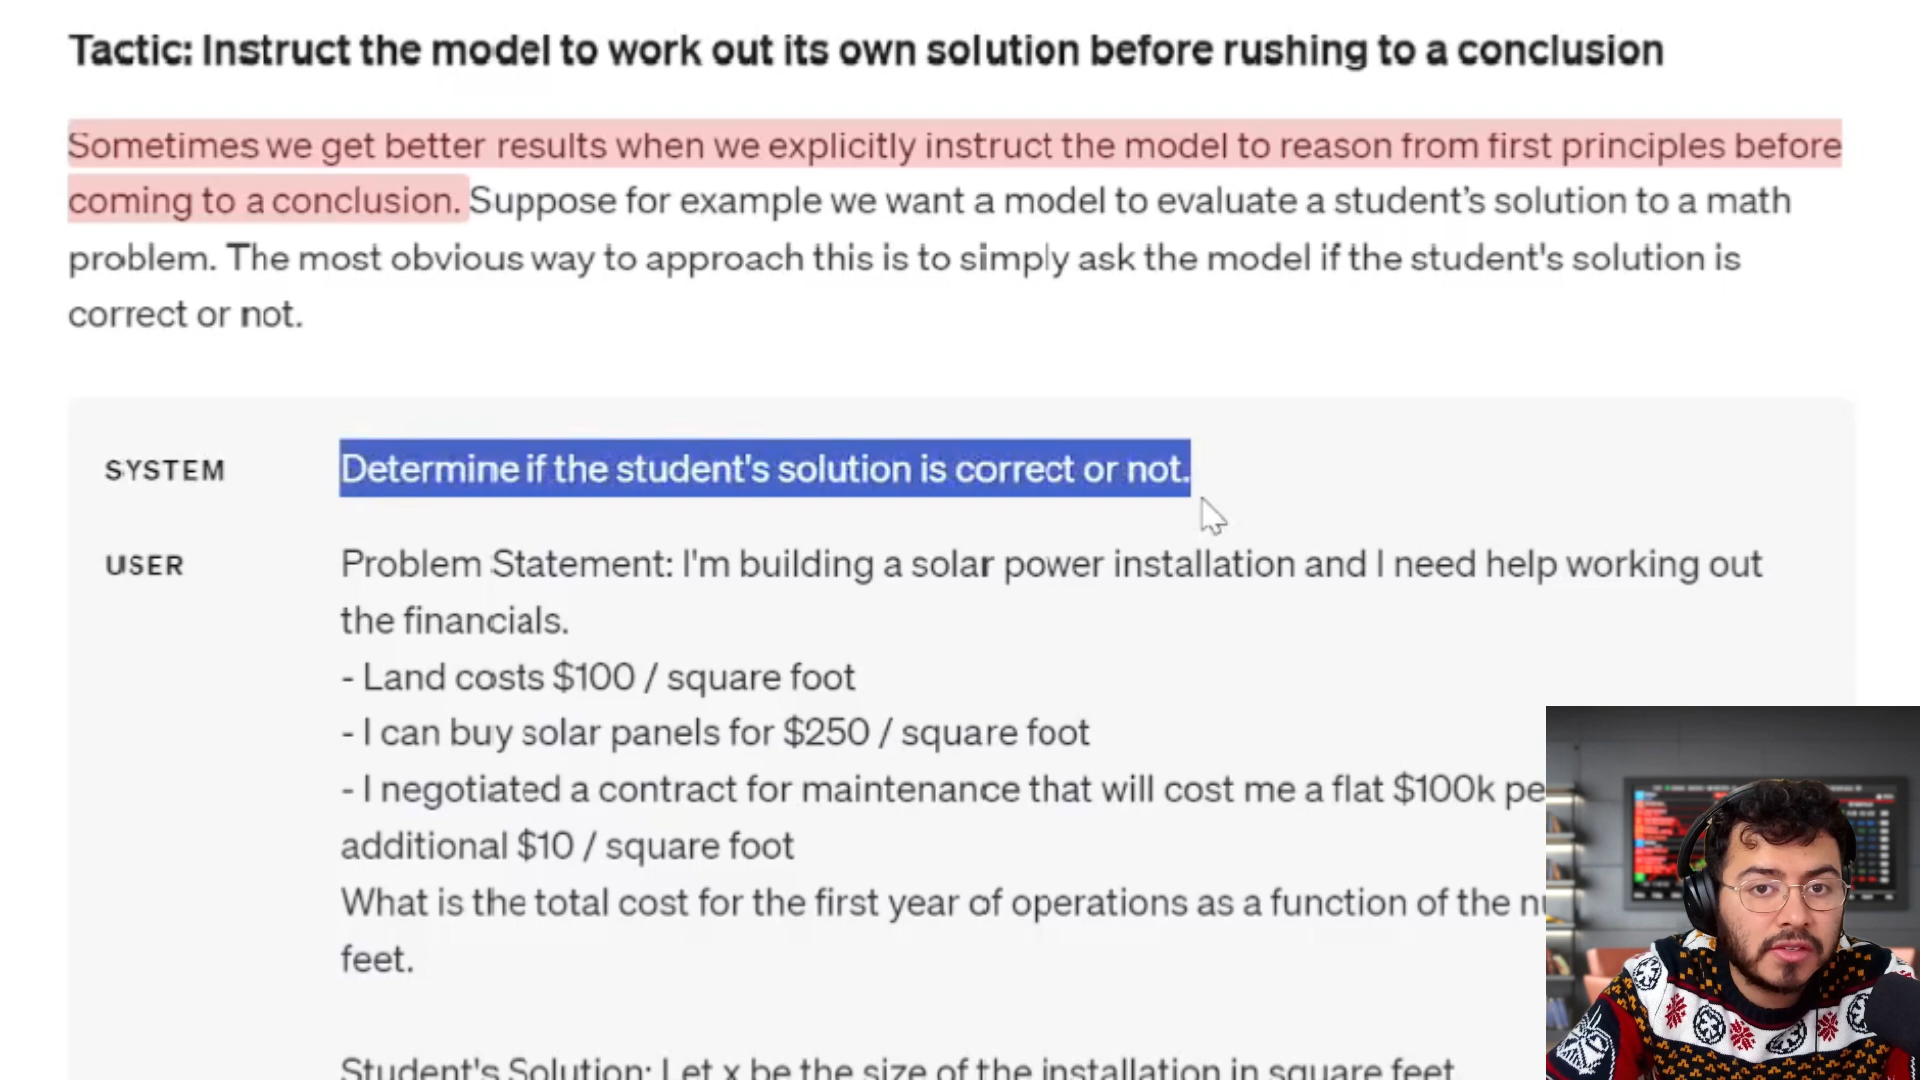 Tactic: Instruct the model to work out its own solution before rushing to a conclusion
Sometimes we get better results when we explicitly instruct the model to reason from first principles before
coming to a conclusion. Suppose for example we want a model to evaluate a student’s solution to a math
problem. The most obvious way to approach this is to simply ask the model if the student's solution is
correct or not.
SYSTEM
Determine if the student's solution is correct or not.
USER
Problem Statement: I'm building a solar power installation and I need help working out
the financials.
- Land costs $100 / square foot
- I can buy solar panels for $250 / square foot
- I negotiated a contract for maintenance that will cost me a flat $100k
additional $10 / square foot
What is the total cost for the first year of operations as a function of the
feet.
Student's Solution: Let x be the size of the installation in square feet.